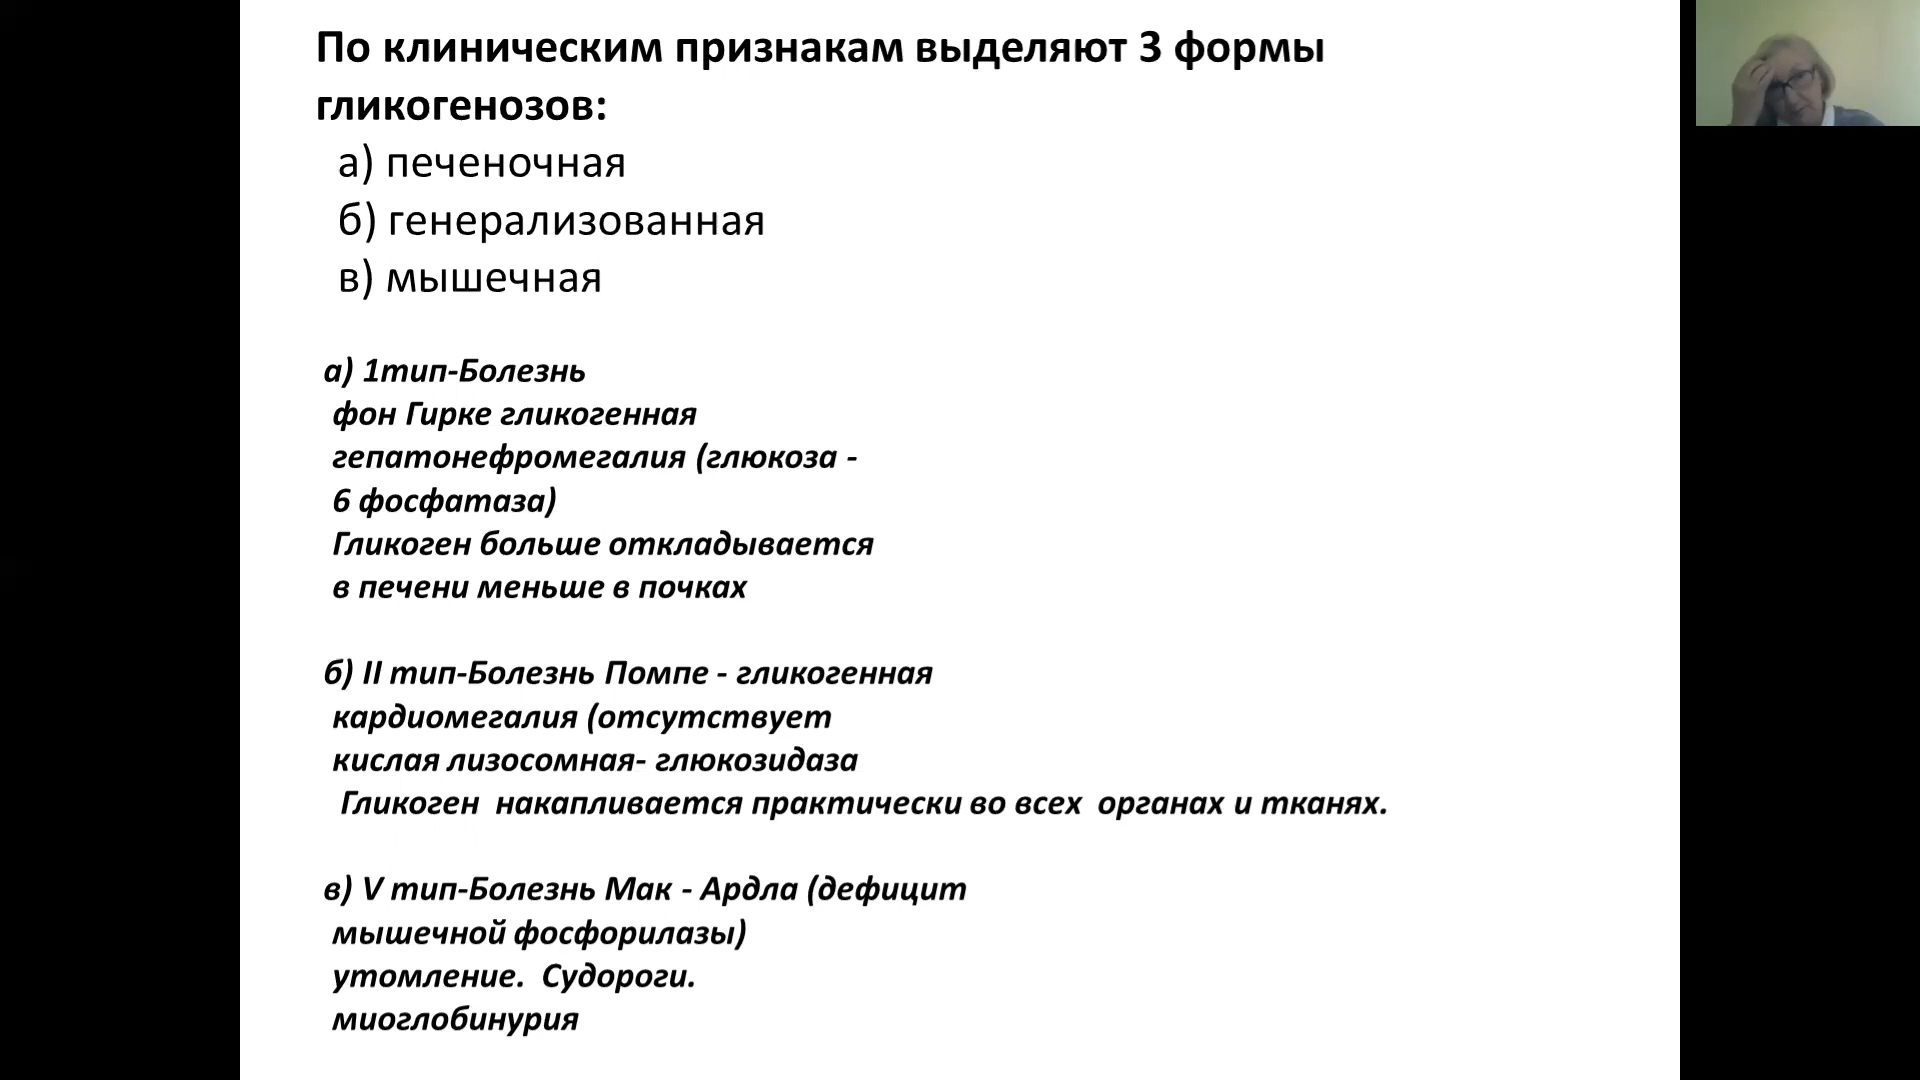 По клиническим признакам выделяют 3 формы
гликогенозов:
а) печеночная
б) генерализованная
в) мышечная
а) 1тип-Болезнь
фон Гирке гликогенная
гепатонефромегалия (глюкоза -
6 фосфатаза)
Гликоген больше откладывается
в печени меньше в почках
б) II тип-Болезнь Помпе - гликогенная
кардиомегалия (отсутствует
кислая лизосомная- глюкозидаза
Гликоген накапливается практически во всех органах и тканях.
в) V тип-Болезнь Мак - Ардла (дефицит
мышечной фосфорилазы)
утомление. Судороги.
миоглобинурия